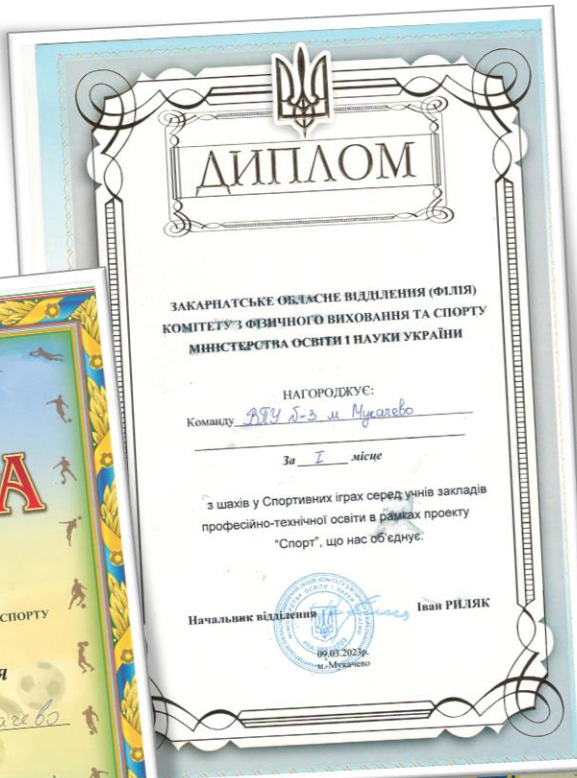 ДИПЛОМ
ЗАКАРПАТСЬКЕ ОБЛАСНЕ ВІДДІЛЕННЯ (ФІЛІЯ)
КОМІТЕТУ З ФІЗИЧНОГО ВИХОВАННЯ ТА СПОРТУ
МІНІСТЕРСТВА ОСВІТИ І НАУКИ УКРАЇНИ
НАГОРОДЖУЄ:
Команду ВПУ №3 м Мукачево
За І місце
з шахів у Спортивних іграх серед учнів закладів
професійно-технічної освіти в рамках проекту
"Спорт", що нас об'єднує.
Начальник відділення Іван РИЛЯК
09.03.2023р.
м. Мукачево
А
СПОРТУ
я